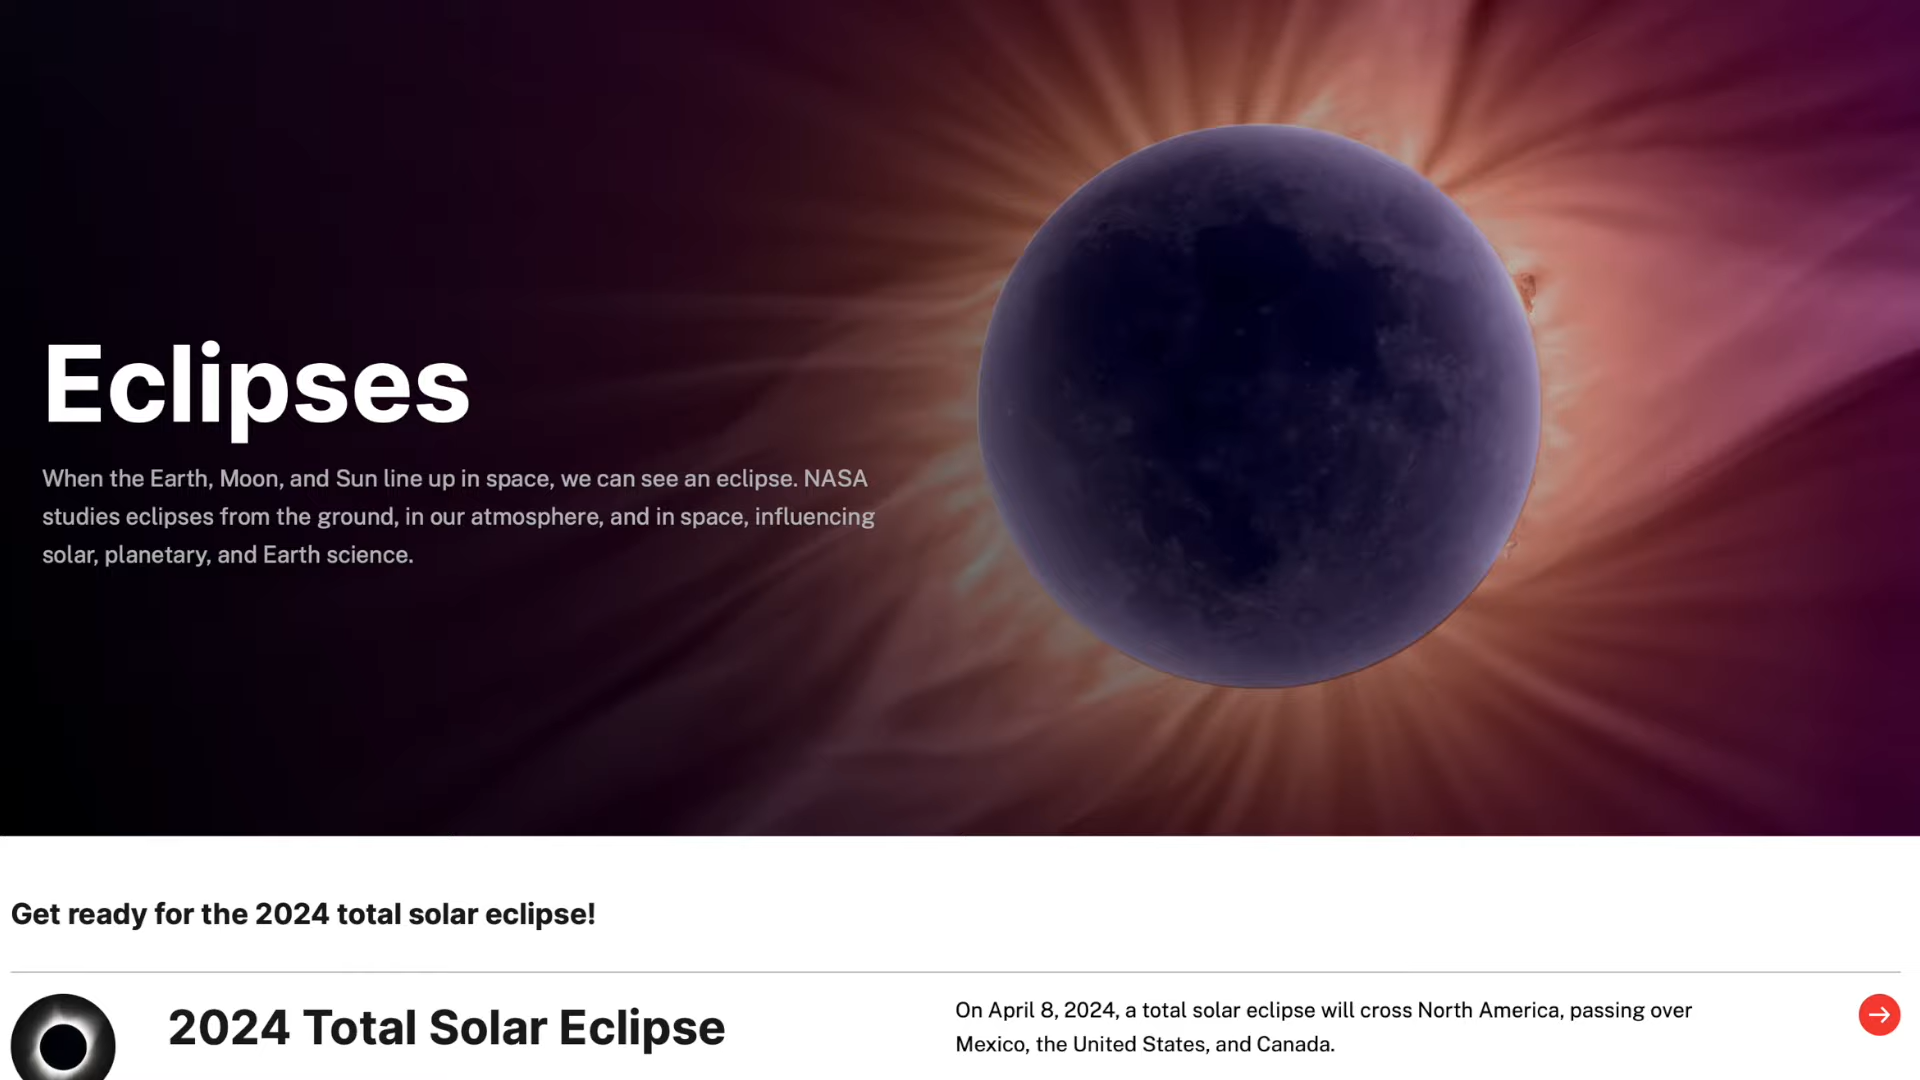 Eclipses
When the Earth, Moon, and Sun line up in space, we can see an eclipse. NASA
studies eclipses from the ground, in our atmosphere, and in space, influencing
solar, planetary, and Earth science.
Get ready for the 2024 total solar eclipse!
2024 Total Solar Eclipse
On April 8, 2024, a total solar eclipse will cross North America, passing over
Mexico, the United States, and Canada.